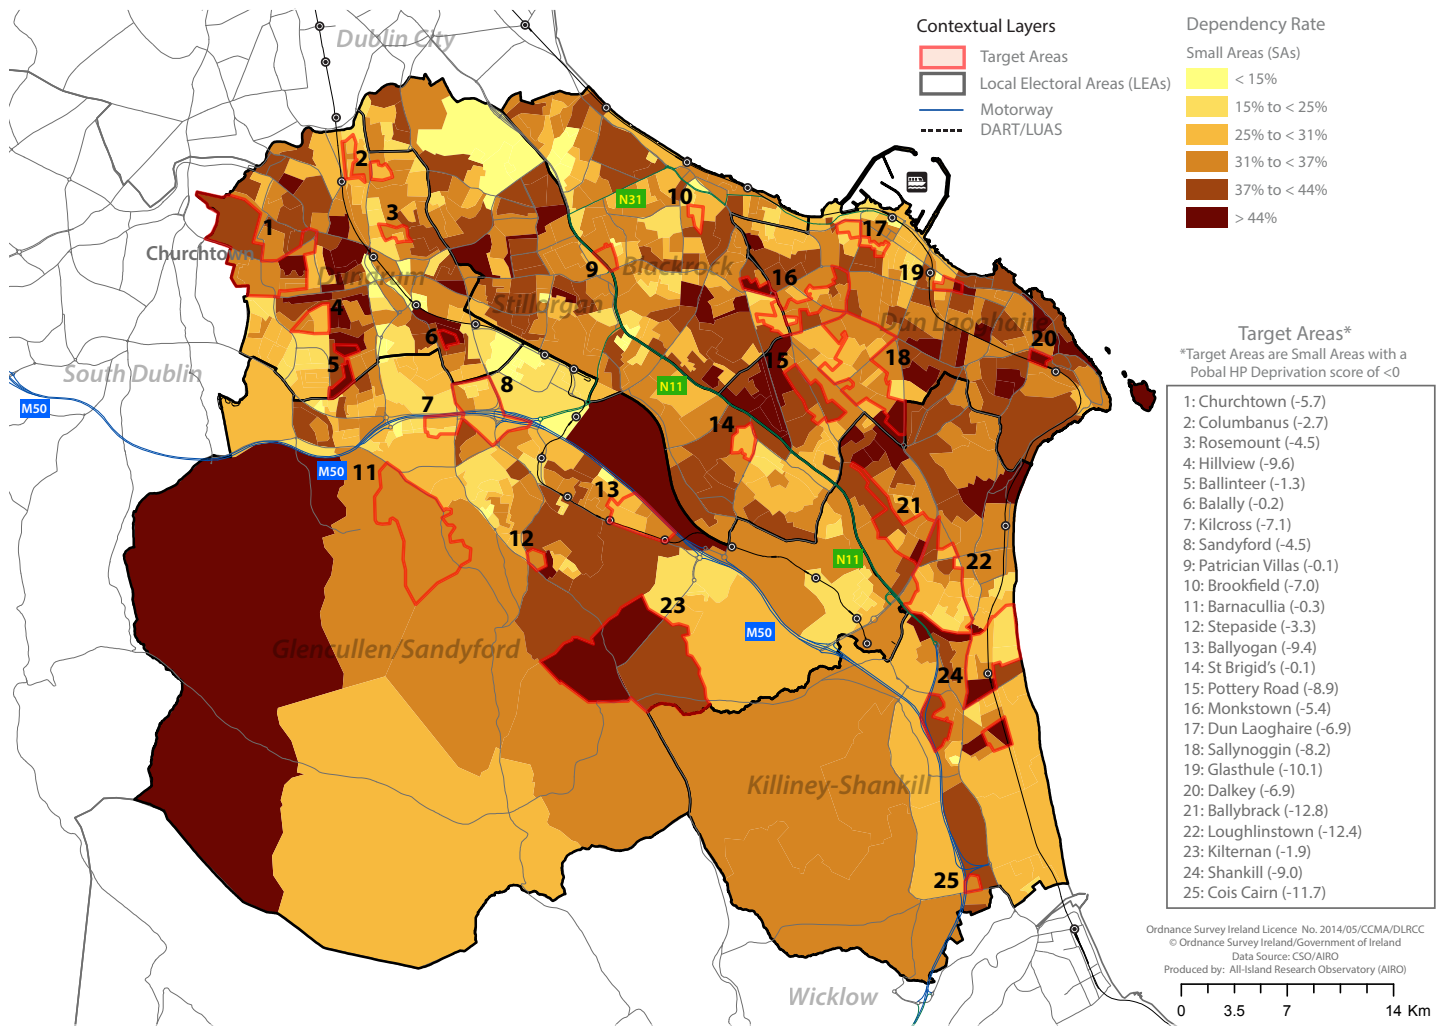 Contextual Layers
Target Areas
Local Electoral Areas (LEAs)
Motorway
DART/LUAS
Dependency Rate
Small Areas (SAs)
< 15%
15% to < 25%
25% to < 31%
31% to < 37%
37% to < 44%
> 44%
Dublin City
2
10
N31
1
3
17
Churchtown
9
Blackrock
16
19
Dundrum
Stillorgan
4
Dún Laoghaire
6
20
5
15
18
South Dublin
8
N11
M50
7
14
M50
11
13
21
12
N11
22
23
M50
Glencullen/Sandyford
24
Killiney-Shankill
25
Wicklow
Target Areas*
*Target Areas are Small Areas with a
Pobal HP Deprivation score of <0
1: Churchtown (-5.7)
2: Columbanus (-2.7)
3: Rosemount (-4.5)
4: Hillview (-9.6)
5: Ballinteer (-1.3)
6: Balally (-0.2)
7: Kilcross (-7.1)
8: Sandyford (-4.5)
9: Patrician Villas (-0.1)
10: Brookfield (-7.0)
11: Barnacullia (-0.3)
12: Stepaside (-3.3)
13: Ballyogan (-9.4)
14: St Brigid's (-0.1)
15: Pottery Road (-8.9)
16: Monkstown (-5.4)
17: Dun Laoghaire (-6.9)
18: Sallynoggin (-8.2)
19: Glasthule (-10.1)
20: Dalkey (-6.9)
21: Ballybrack (-12.8)
22: Loughlinstown (-12.4)
23: Kilternan (-1.9)
24: Shankill (-9.0)
25: Cois Cairn (-11.7)
Ordnance Survey Ireland Licence No. 2014/05/CCMA/DLRCC
© Ordnance Survey Ireland/Government of Ireland
Data Source: CSO/AIRO
Produced by: All-Island Research Observatory (AIRO)
0 3.5 7 14 Km